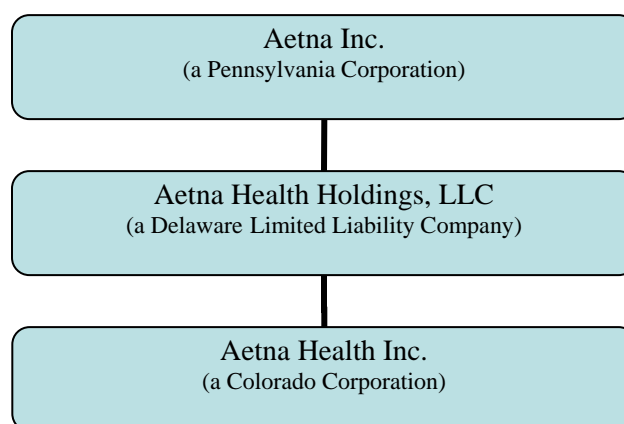 Aetna Inc.
(a Pennsylvania Corporation)
Aetna Health Holdings, LLC
(a Delaware Limited Liability Company)
Aetna Health Inc.
(a Colorado Corporation)